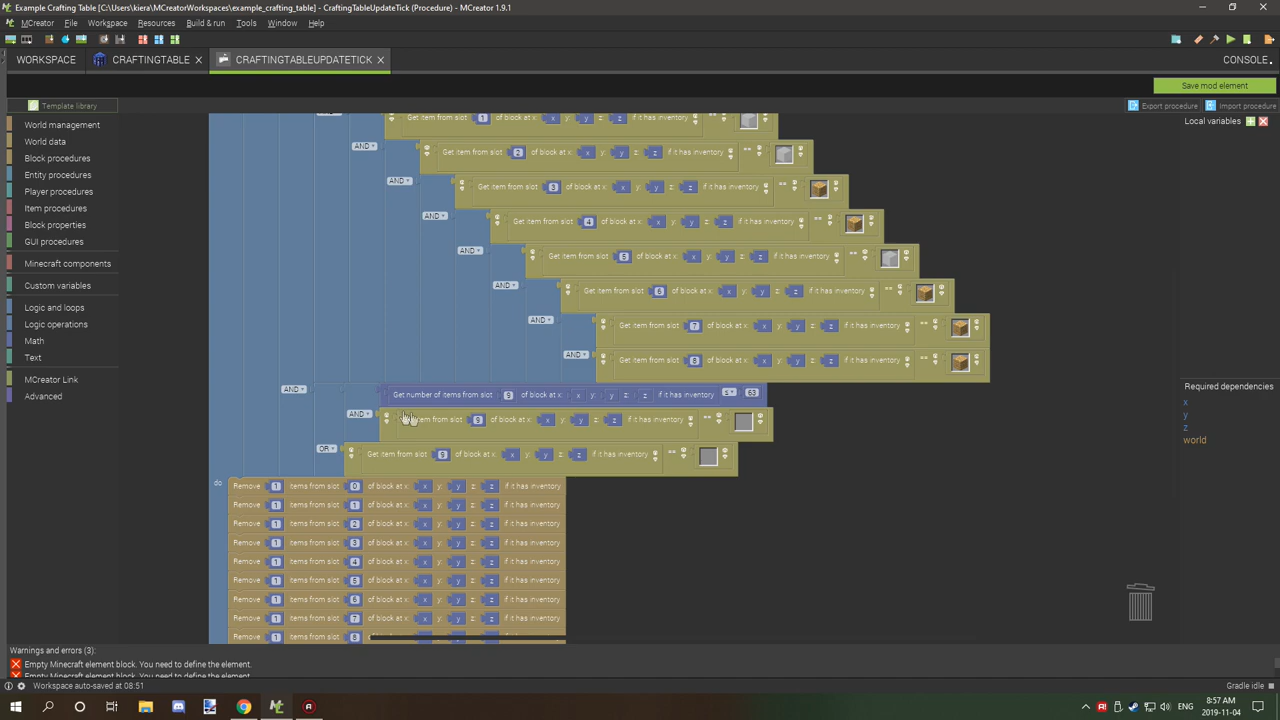 Example Crafting Table [C:\Users\kiera\MCreatorWorkspaces\example_crafting_table] - CraftingTableUpdateTick (Procedure) - MCreator 1.9.1
MCreator File Workspace Resources Build & run Tools Window Help
WORKSPACE CRAFTINGTABLE CRAFTINGTABLEUPDATETICK CONSOLE
Save mod element
Template library Export procedure Import procedure
World management
World data
Block procedures
Entity procedures
Player procedures
Item procedures
Block properties
GUI procedures
Minecraft components
Custom variables
Logic and loops
Logic operations
Math
Text
MCreator Link
Advanced
Local variables
Required dependencies
x
y
z
world
Get item from slot 1 of block at x: x y: y z: z if it has inventory ==
AND Get item from slot 2 of block at x: x y: y z: z if it has inventory ==
AND Get item from slot 3 of block at x: x y: y z: z if it has inventory ==
AND Get item from slot 4 of block at x: x y: y z: z if it has inventory ==
AND Get item from slot 5 of block at x: x y: y z: z if it has inventory ==
AND Get item from slot 6 of block at x: x y: y z: z if it has inventory ==
AND Get item from slot 7 of block at x: x y: y z: z if it has inventory ==
AND Get item from slot 8 of block at x: x y: y z: z if it has inventory ==
AND Get number of items from slot 9 of block at x: x y: y z: z if it has inventory ≤ 63
AND item from slot 9 of block at x: x y: y z: z if it has inventory ==
OR Get item from slot 9 of block at x: x y: y z: z if it has inventory ==
do Remove 1 items from slot 0 of block at x: x y: y z: z if it has inventory
Remove 1 items from slot 1 of block at x: x y: y z: z if it has inventory
Remove 1 items from slot 2 of block at x: x y: y z: z if it has inventory
Remove 1 items from slot 3 of block at x: x y: y z: z if it has inventory
Remove 1 items from slot 4 of block at x: x y: y z: z if it has inventory
Remove 1 items from slot 5 of block at x: x y: y z: z if it has inventory
Remove 1 items from slot 6 of block at x: x y: y z: z if it has inventory
Remove 1 items from slot 7 of block at x: x y: y z: z if it has inventory
Remove 1 items from slot 8
Warnings and errors (3):
Empty Minecraft element block. You need to define the element.
Empty Minecraft element block. You need to define the element.
Workspace auto-saved at 08:51 Gradle idle
ENG 8:57 AM
2019-11-04